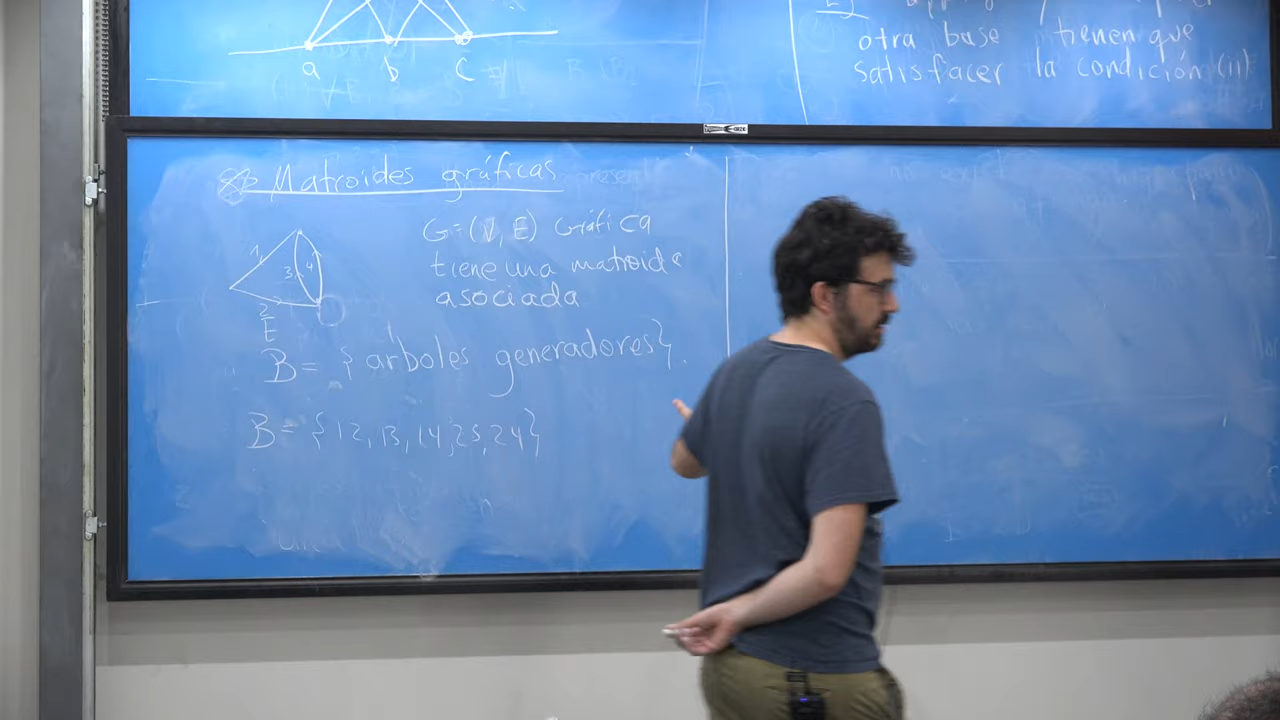 a b c
otra base tienen que
satisfacer la condición (II)
Matroides gráficas
G=(V, E) Gráfica
tiene una matroide
asociada
1 3 4
2
E
B= {arboles generadores}.
B= {12, 13, 14, 23, 24}